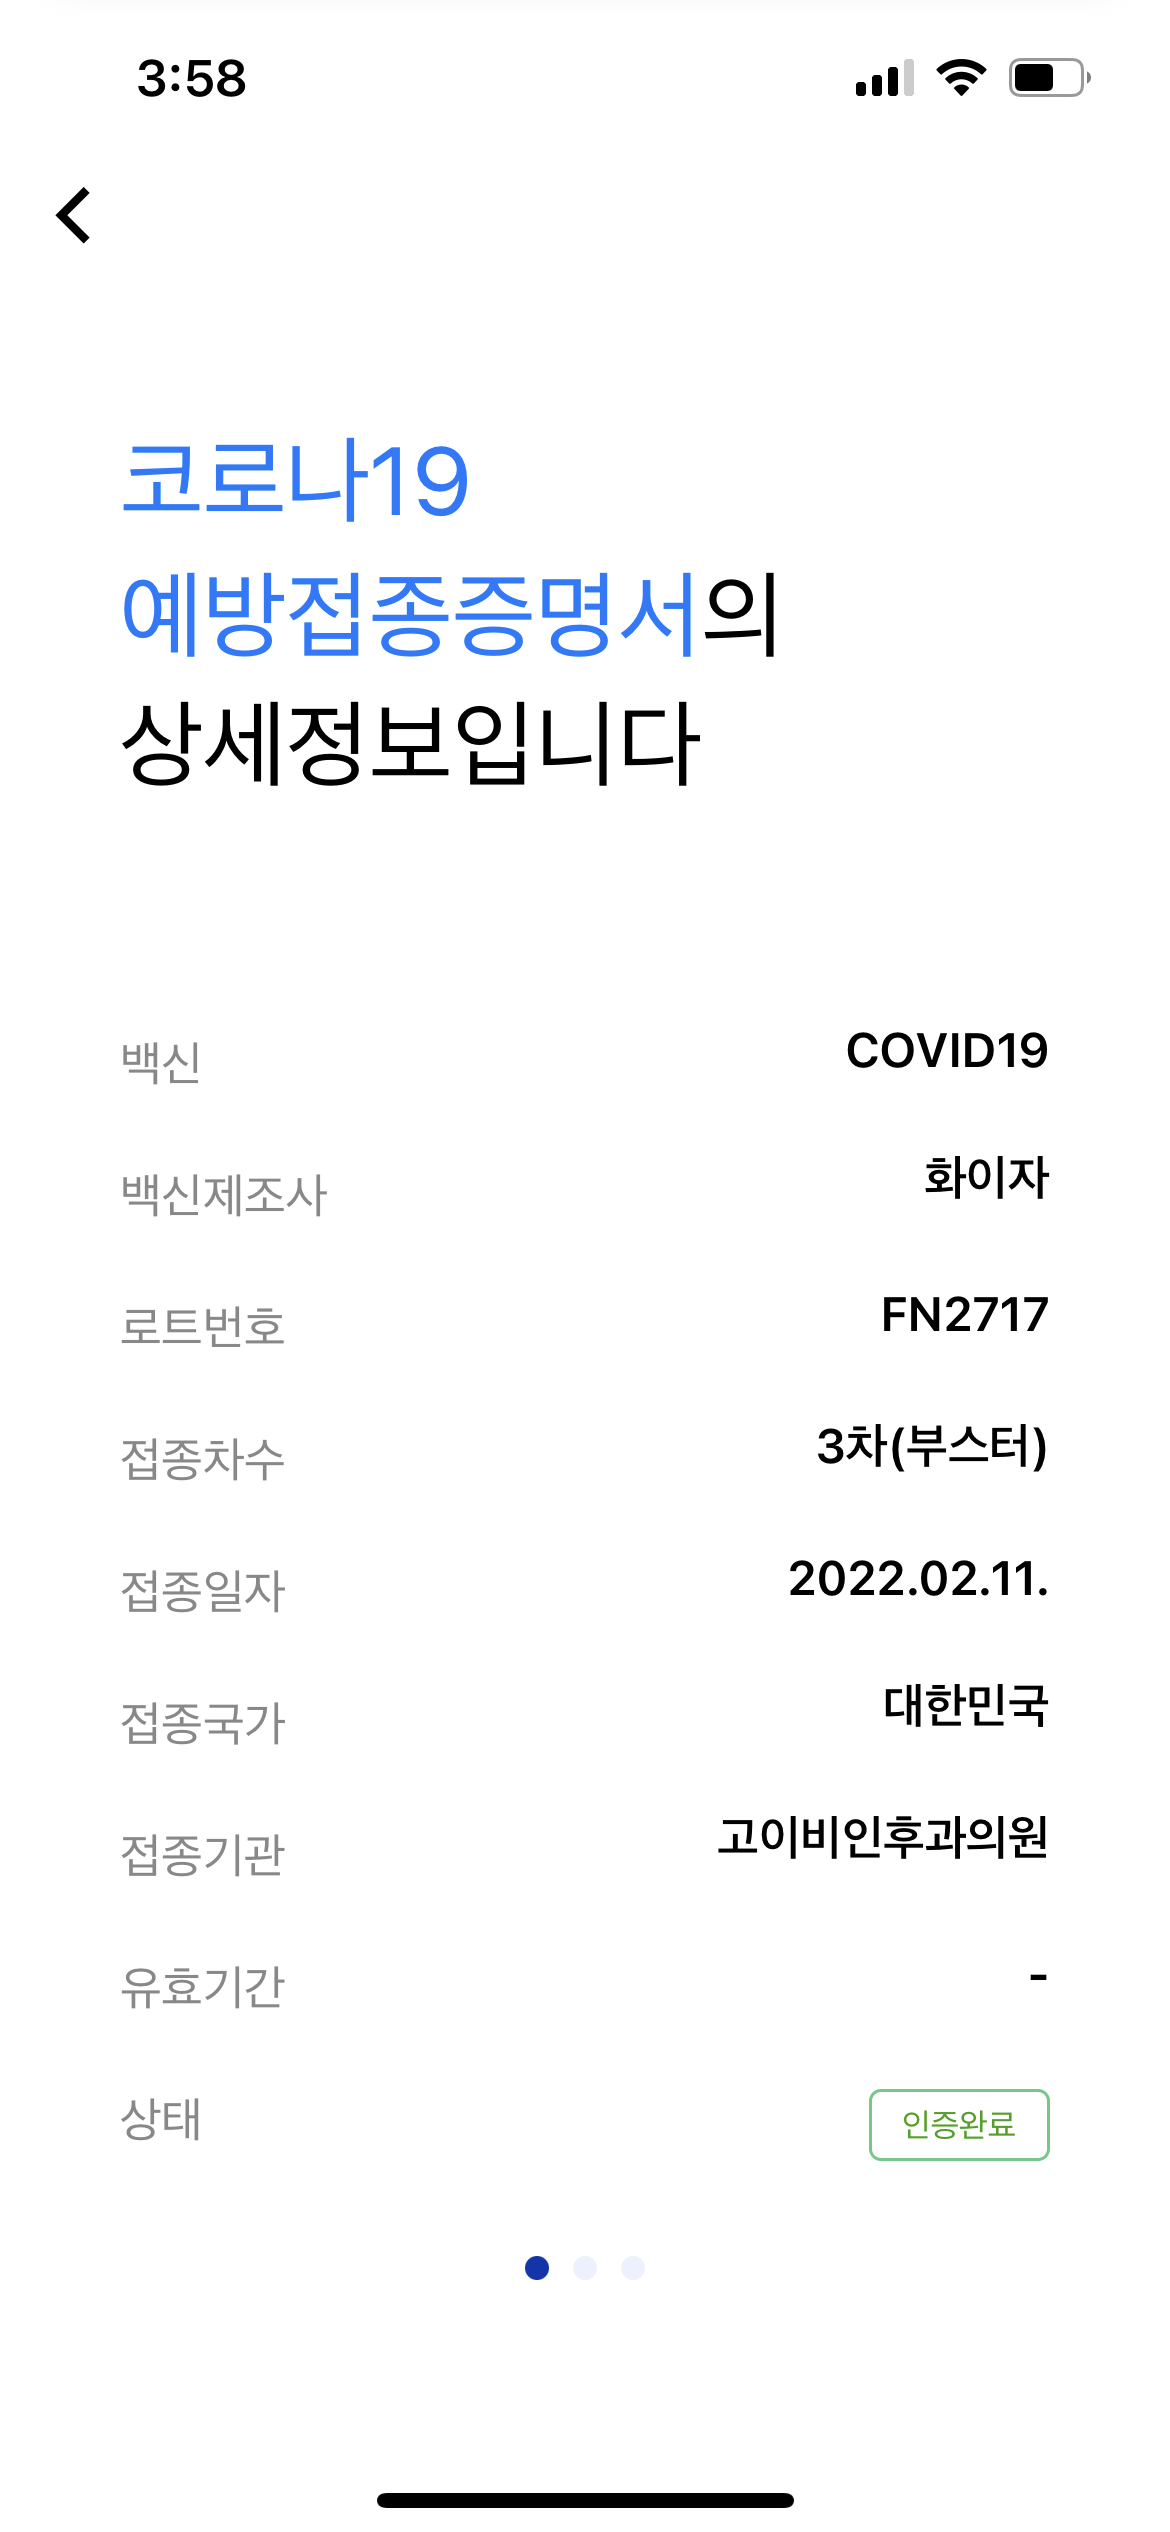 3:58
코로나19
예방접종증명서의
상세정보입니다
백신 COVID19
백신제조사 화이자
로트번호 FN2717
접종차수 3차(부스터)
접종일자 2022.02.11.
접종국가 대한민국
접종기관 고이비인후과의원
유효기간 -
상태 인증완료